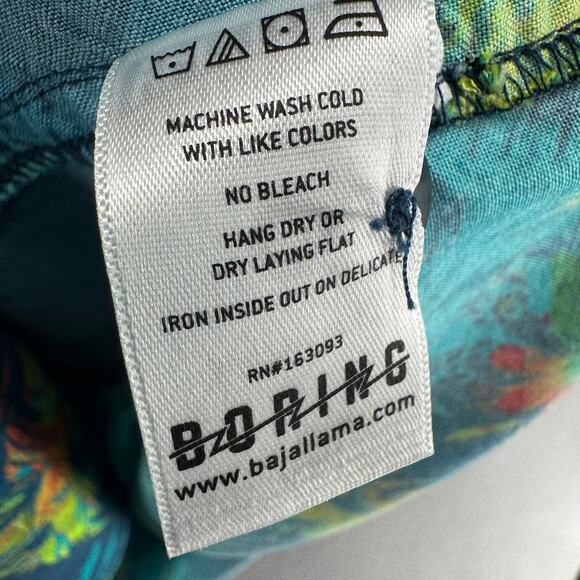 MACHINE WASH COLD
WITH LIKE COLORS
NO BLEACH
HANG DRY OR
DRY LAYING FLAT
IRON INSIDE OUT ON DELICATE
RN#163093
BORING
www.bajallama.com